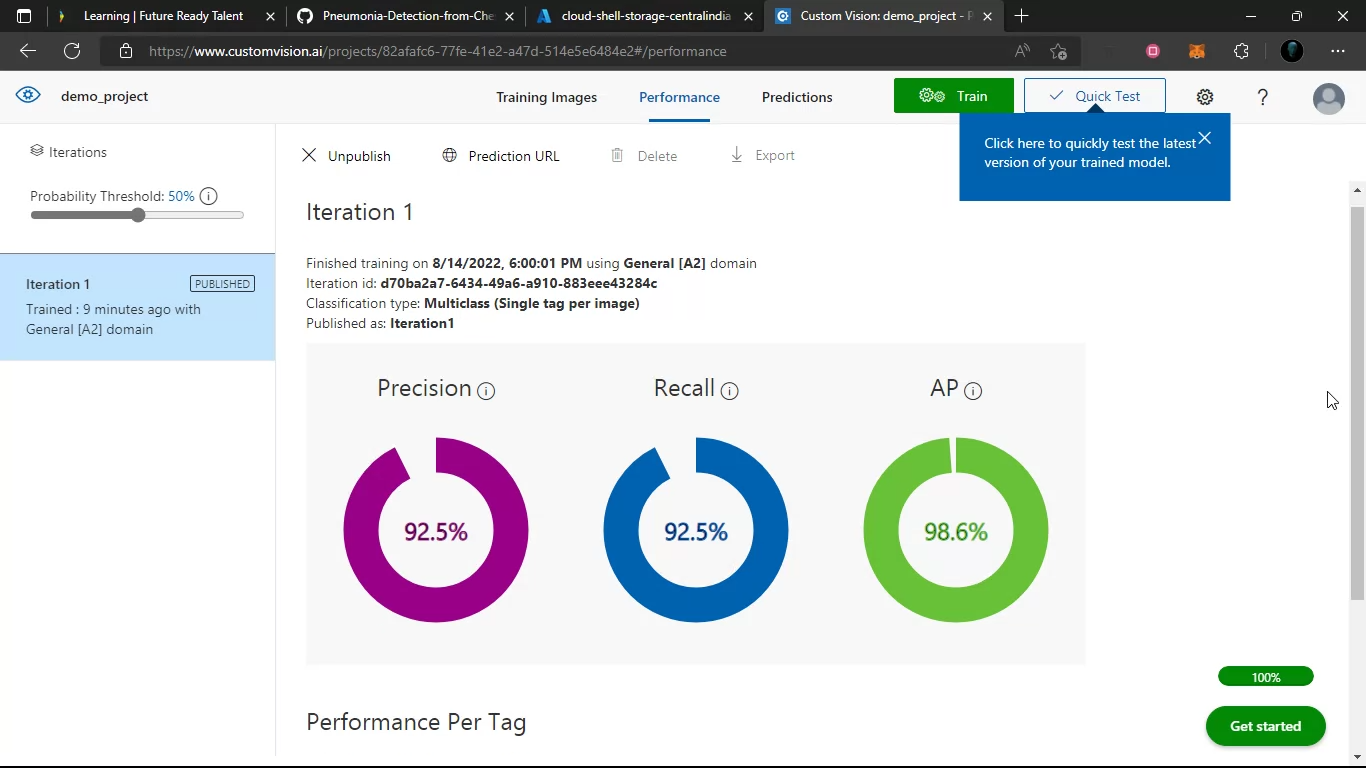 Learning | Future Ready Talent
Pneumonia-Detection-from-Che
cloud-shell-storage-centralindia
Custom Vision: demo_project - P
https://www.customvision.ai/projects/82afafc6-77fe-41e2-a47d-514e5e6484e2#/performance
demo_project
Training Images
Performance
Predictions
Train
Quick Test
?
Click here to quickly test the latest
version of your trained model.
Iterations
Unpublish
Prediction URL
Delete
Export
Probability Threshold: 50%
Iteration 1
PUBLISHED
Trained : 9 minutes ago with
General [A2] domain
Iteration 1
Finished training on 8/14/2022, 6:00:01 PM using General [A2] domain
Iteration id: d70ba2a7-6434-49a6-a910-883eee43284c
Classification type: Multiclass (Single tag per image)
Published as: Iteration1
Precision
Recall
AP
92.5%
92.5%
98.6%
100%
Get started
Performance Per Tag